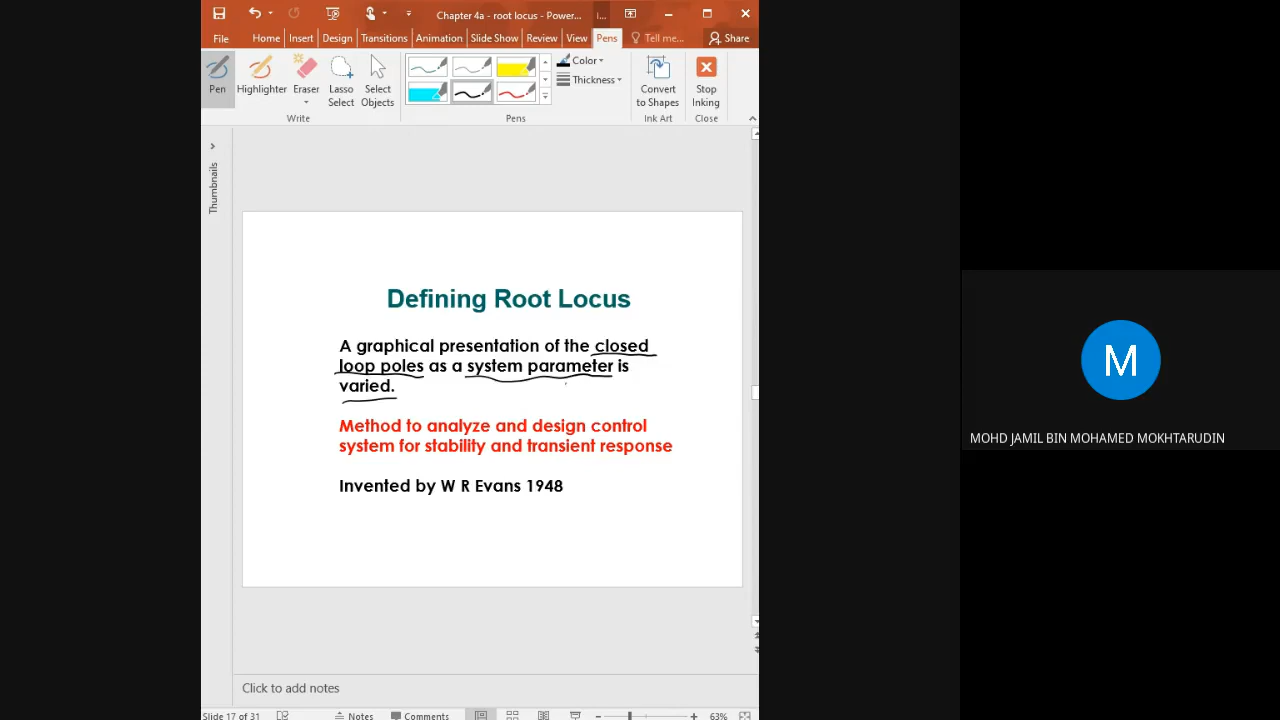 Chapter 4a - root locus - Power...
i...
File
Home
Insert
Design
Transitions
Animation
Slide Show
Review
View
Pens
Tell me...
Share
Pen
Highlighter
Eraser
Lasso
Select
Select
Objects
Color
Thickness
Convert
to Shapes
Stop
Inking
Write
Pens
Ink Art
Close
Thumbnails
Defining Root Locus
A graphical presentation of the closed
loop poles as a system parameter is
varied.
Method to analyze and design control
system for stability and transient response
Invented by W R Evans 1948
Click to add notes
Slide 17 of 31
Notes
Comments
63%
M
MOHD JAMIL BIN MOHAMED MOKHTARUDIN